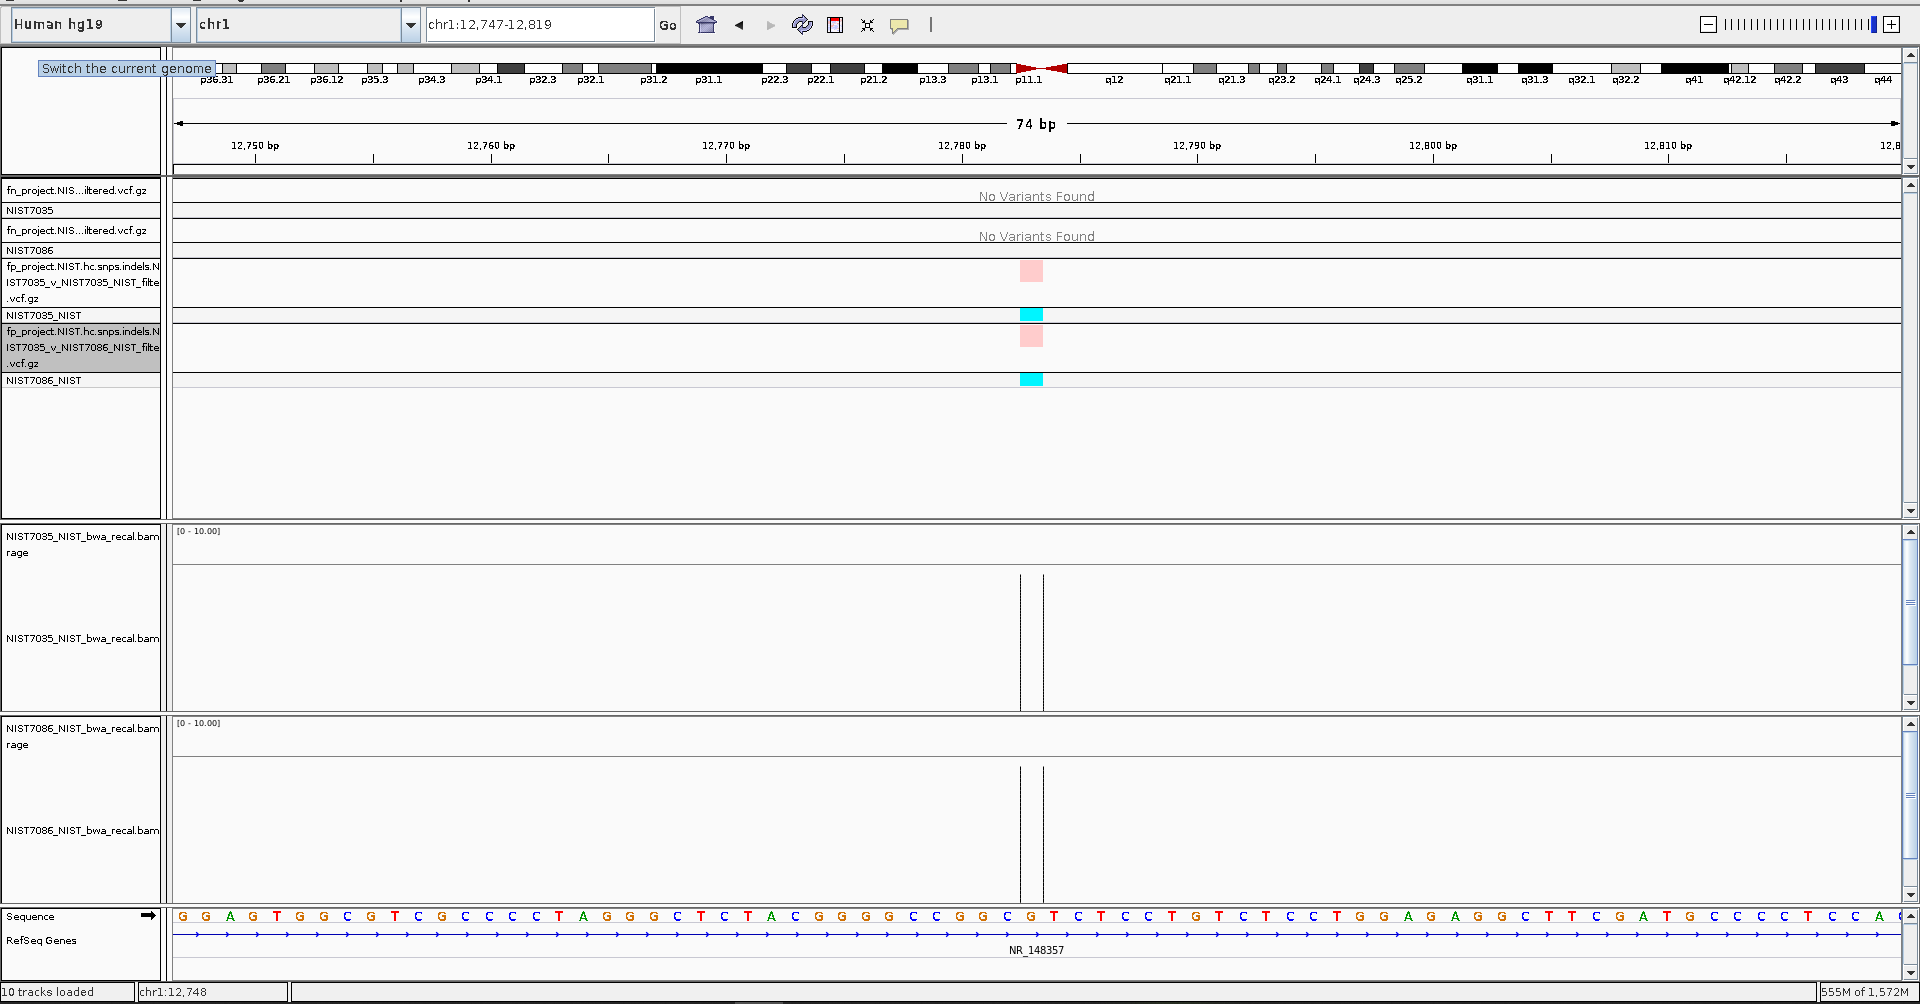 Human hg19 chr1 chr1:12,747-12,819 Go
Switch the current genome
p36.31 p36.21 p36.12 p35.3 p34.3 p34.1 p32.3 p32.1 p31.2 p31.1 p22.3 p22.1 p21.2 p13.3 p13.1 p11.1 q12 q21.1 q21.3 q23.2 q24.1 q24.3 q25.2 q31.1 q31.3 q32.1 q32.2 q41 q42.12 q42.2 q43 q44
74 bp
12,750 bp 12,760 bp 12,770 bp 12,780 bp 12,790 bp 12,800 bp 12,810 bp 12,8
fn_project.NIS...iltered.vcf.gz
No Variants Found
NIST7035
fn_project.NIS...iltered.vcf.gz
No Variants Found
NIST7086
fp_project.NIST.hc.snps.indels.N
IST7035_v_NIST7035_NIST_filte
.vcf.gz
NIST7035_NIST
fp_project.NIST.hc.snps.indels.N
IST7035_v_NIST7086_NIST_filte
.vcf.gz
NIST7086_NIST
[0 - 10.00]
NIST7035_NIST_bwa_recal.bam
rage
NIST7035_NIST_bwa_recal.bam
[0 - 10.00]
NIST7086_NIST_bwa_recal.bam
rage
NIST7086_NIST_bwa_recal.bam
Sequence G G A G T G G C G T C G C C C C T A G G G C T C T A C G G G G C C G G C G T C T C C T G T C T C C T G G A G A G G C T T C G A T G C C C C T C C A
RefSeq Genes
NR_148357
10 tracks loaded chr1:12,748 555M of 1,572M